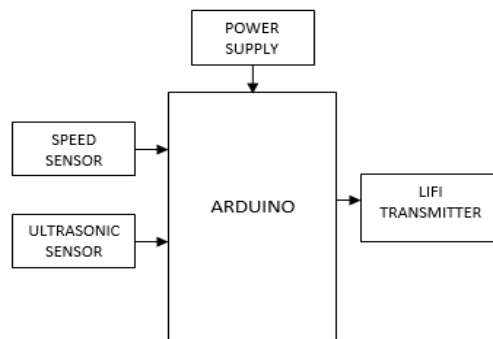 POWER
SUPPLY
SPEED
SENSOR
ULTRASONIC
SENSOR
ARDUINO
LIFI
TRANSMITTER